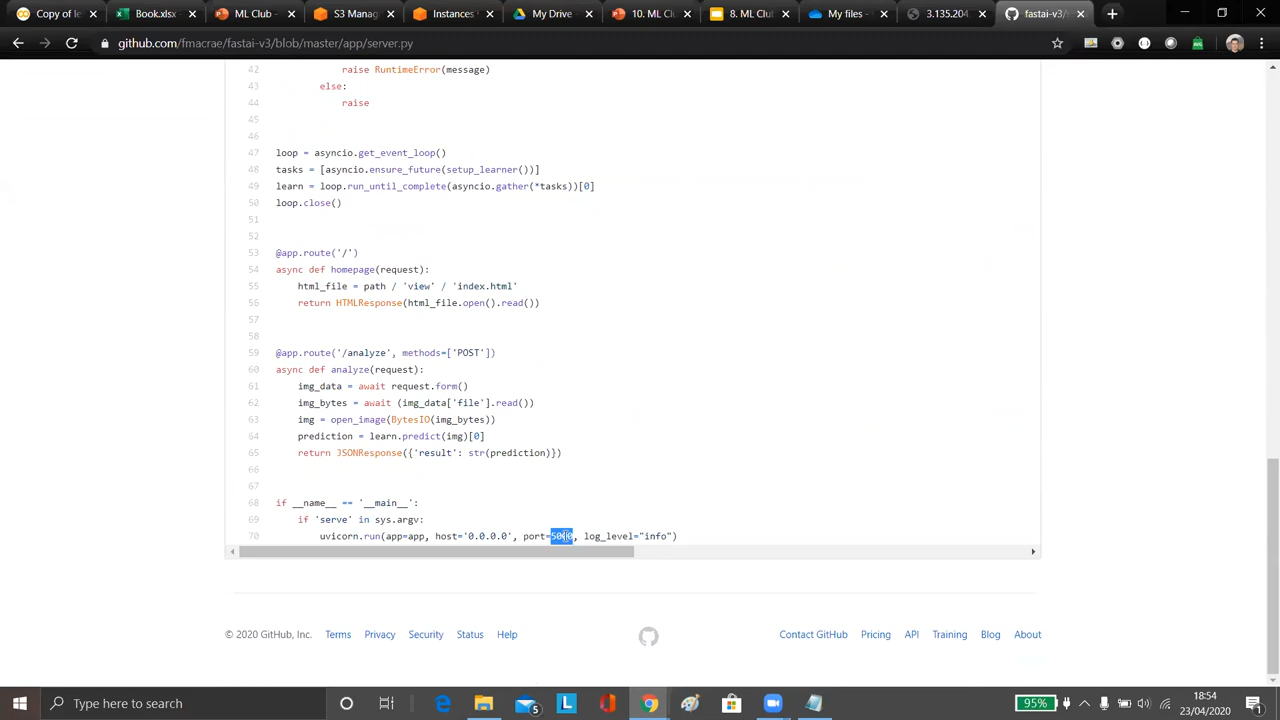 Copy of le
Book.xlsx
ML Club -
S3 Manag
Instances
My Drive
10. ML Clu
8. ML Club
My files -
3.135.204
fastai-v3/
github.com/fmacrae/fastai-v3/blob/master/app/server.py
42 raise RuntimeError(message)
43 else:
44 raise
45
46
47 loop = asyncio.get_event_loop()
48 tasks = [asyncio.ensure_future(setup_learner())]
49 learn = loop.run_until_complete(asyncio.gather(*tasks))[0]
50 loop.close()
51
52
53 @app.route('/')
54 async def homepage(request):
55 html_file = path / 'view' / 'index.html'
56 return HTMLResponse(html_file.open().read())
57
58
59 @app.route('/analyze', methods=['POST'])
60 async def analyze(request):
61 img_data = await request.form()
62 img_bytes = await (img_data['file'].read())
63 img = open_image(BytesIO(img_bytes))
64 prediction = learn.predict(img)[0]
65 return JSONResponse({'result': str(prediction)})
66
67
68 if __name__ == '__main__':
69 if 'serve' in sys.argv:
70 uvicorn.run(app=app, host='0.0.0.0', port=5000, log_level="info")
© 2020 GitHub, Inc. Terms Privacy Security Status Help
Contact GitHub Pricing API Training Blog About
Type here to search
5
95%
18:54
23/04/2020
1